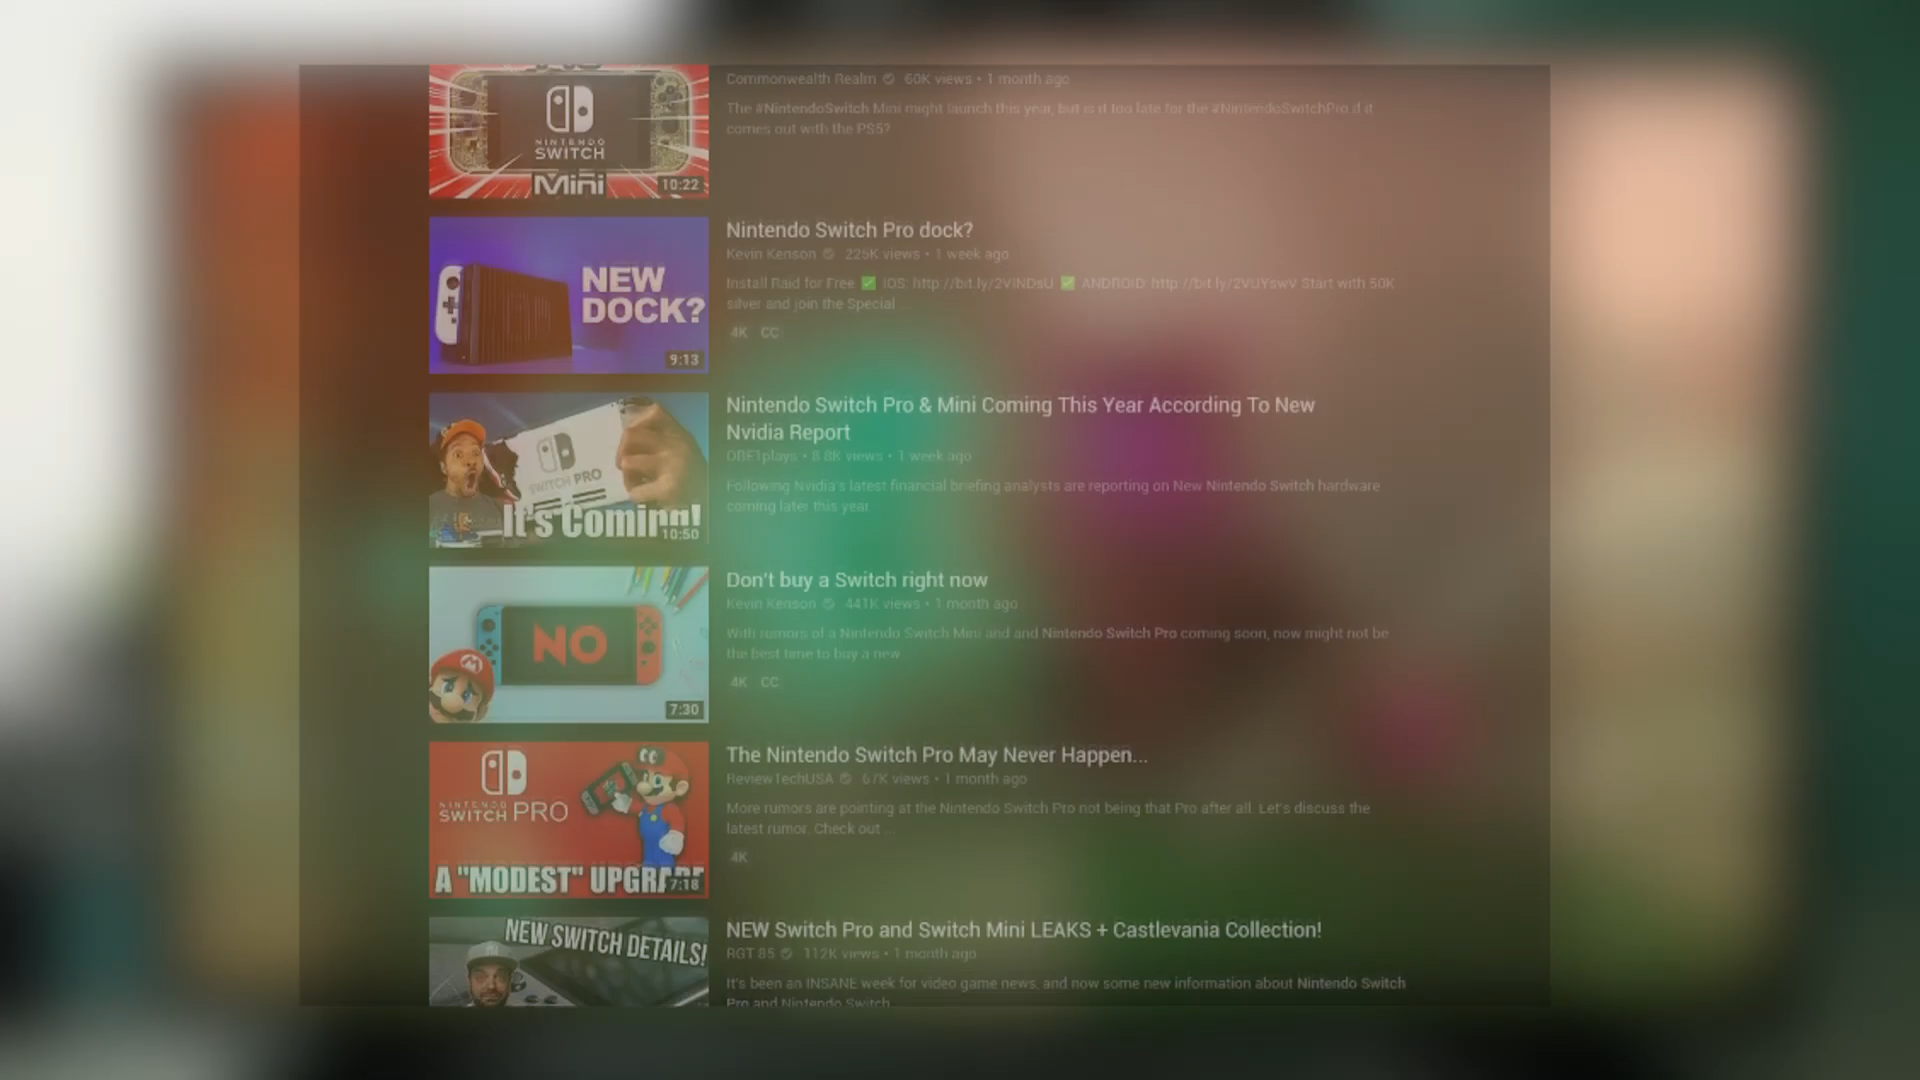 Commonwealth Realm 60K views • 1 month ago
The #NintendoSwitch Mini might launch this year, but is it too late for the #NintendoSwitchPro if it
comes out with the PS5?
NINTENDO
SWITCH
Mini
10:22
Nintendo Switch Pro dock?
Kevin Kenson 225K views • 1 week ago
Install Raid for Free ✅ IOS: http://bit.ly/2VINDsU ✅ ANDROID: http://bit.ly/2VUYswV Start with 50K
silver and join the Special ...
4K CC
NEW
DOCK?
9:13
Nintendo Switch Pro & Mini Coming This Year According To New
Nvidia Report
OBE1plays • 8.8K views • 1 week ago
Following Nvidia's latest financial briefing analysts are reporting on New Nintendo Switch hardware
coming later this year.
SWITCH PRO
It's Coming!
10:50
Don't buy a Switch right now
Kevin Kenson 441K views • 1 month ago
With rumors of a Nintendo Switch Mini and and Nintendo Switch Pro coming soon, now might not be
the best time to buy a new ...
4K CC
NO
7:30
The Nintendo Switch Pro May Never Happen...
ReviewTechUSA 67K views • 1 month ago
More rumors are pointing at the Nintendo Switch Pro not being that Pro after all. Let's discuss the
latest rumor. Check out ...
4K
NINTENDO
SWITCH PRO
A "MODEST" UPGRADE
7:18
NEW Switch Pro and Switch Mini LEAKS + Castlevania Collection!
RGT 85 112K views • 1 month ago
It's been an INSANE week for video game news, and now some new information about Nintendo Switch
Pro and Nintendo Switch
NEW SWITCH DETAILS!